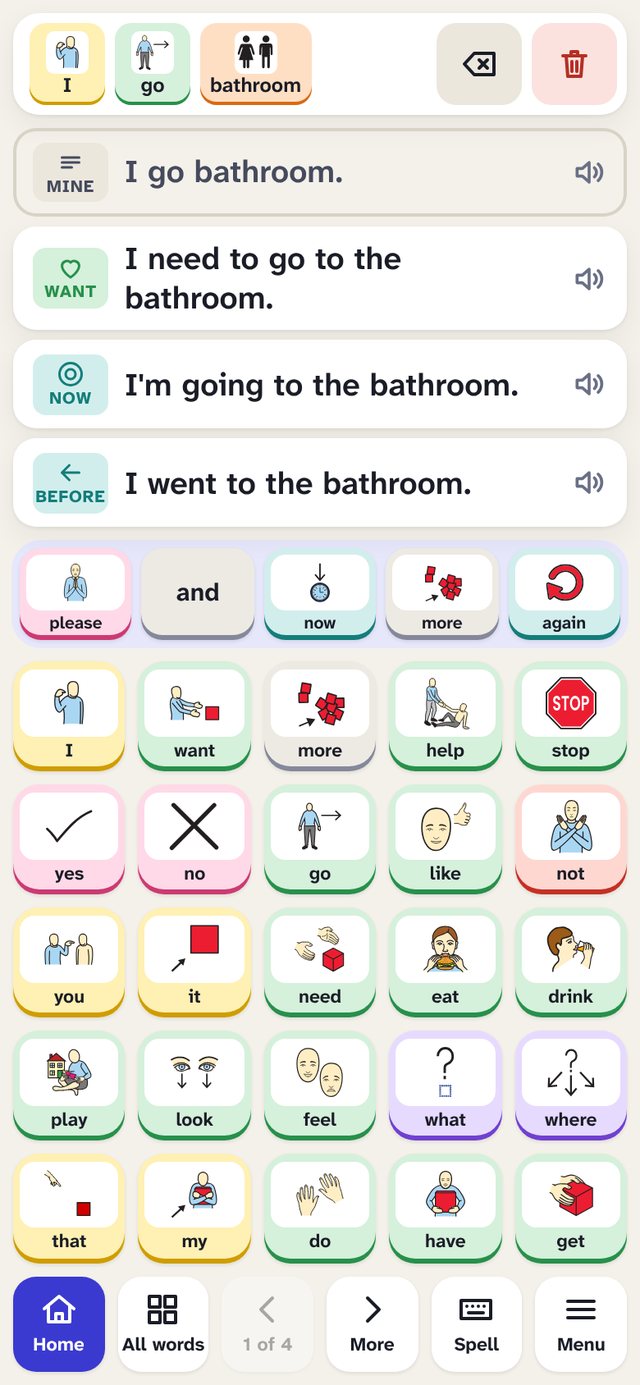 I go bathroom
MINE I go bathroom.
WANT I need to go to the
bathroom.
NOW I'm going to the bathroom.
BEFORE I went to the bathroom.
please and now more again
I want more help stop
STOP
yes no go like not
you it need eat drink
play look feel what where
that my do have get
Home All words 1 of 4 More Spell Menu